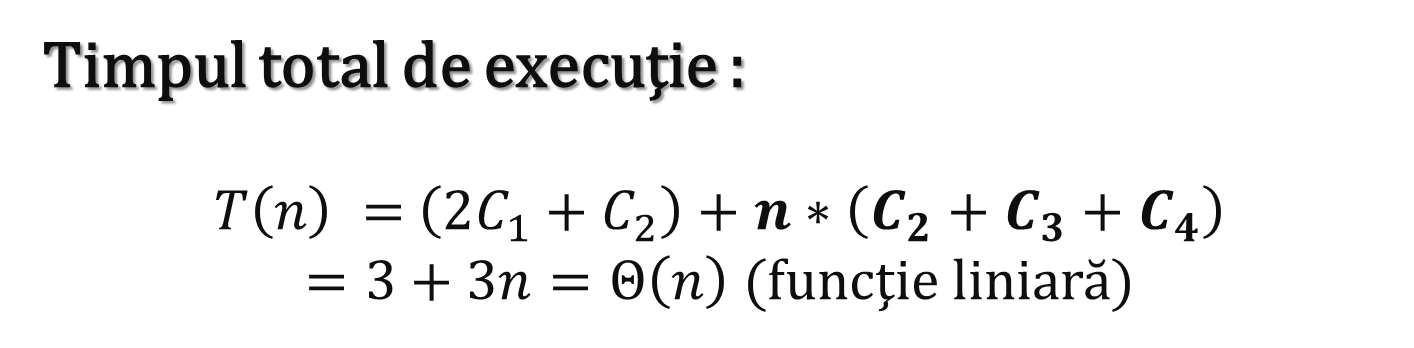 Timpul total de execuţie :
T(n) = (2C₁ + C₂) + n * (C₂ + C₃ + C₄)
= 3 + 3n = Θ(n) (funcţie liniară)